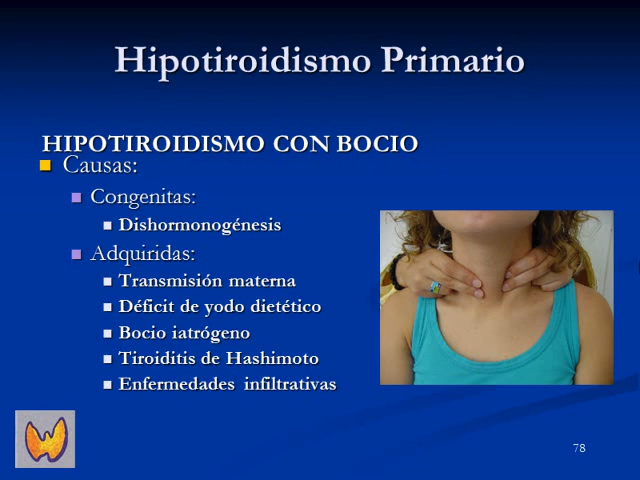 Hipotiroidismo Primario
HIPOTIROIDISMO CON BOCIO
Causas:
Congenitas:
Dishormonogénesis
Adquiridas:
Transmisión materna
Déficit de yodo dietético
Bocio iatrógeno
Tiroiditis de Hashimoto
Enfermedades infiltrativas
78